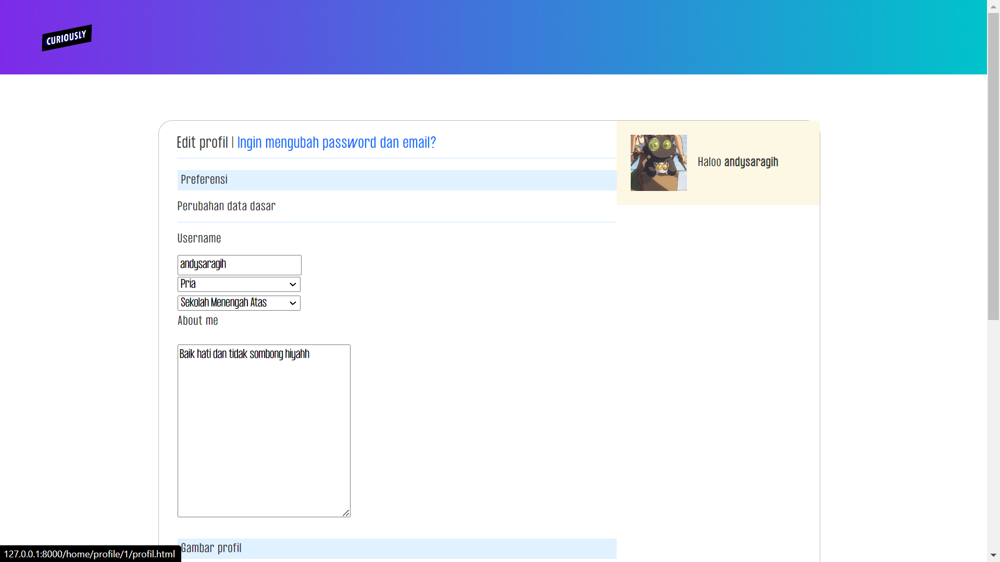 CURIOUSLY
Edit profil | Ingin mengubah password dan email?
Haloo andysaragih
Preferensi
Perubahan data dasar
Username
andysaragih
Pria
Sekolah Menengah Atas
About me
Baik hati dan tidak sombong hiyahh
Gambar profil
127.0.0.1:8000/home/profile/1/profil.html